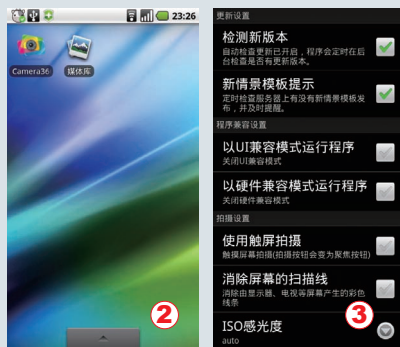 23:26
Camera36
媒体库
2
更新设置
检测新版本
自动检查更新已开启，程序会定时在后
台检查是否有更新版本。
新情景模板提示
定时检查服务器上有没有新情景模板发
布，并及时提醒。
程序兼容设置
以UI兼容模式运行程序
关闭UI兼容模式
以硬件兼容模式运行程序
关闭硬件兼容模式
拍摄设置
使用触屏拍摄
触摸屏幕拍摄(拍摄按钮会变为聚焦按钮)
消除屏幕的扫描线
消除由显示器、电视等屏幕产生的彩色
线条
ISO感光度
auto
3